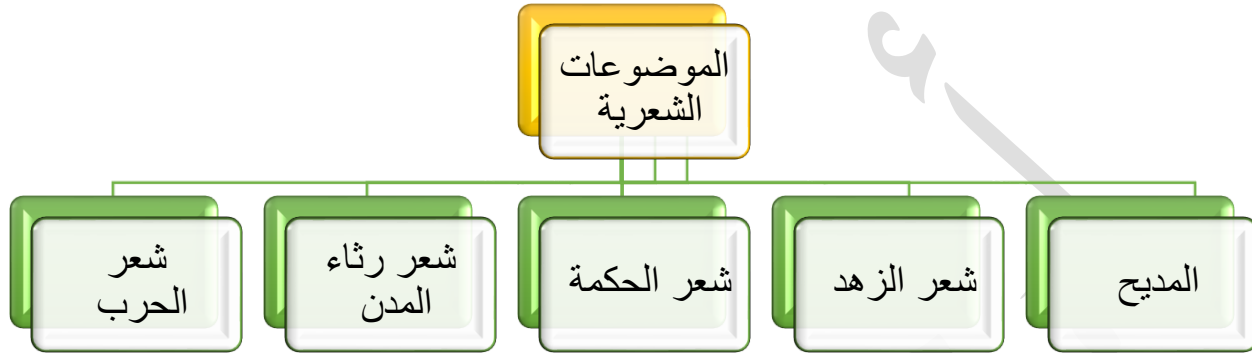 الموضوعات
الشعرية
المديح
شعر الزهد
شعر الحكمة
شعر رثاء
المدن
شعر
الحرب